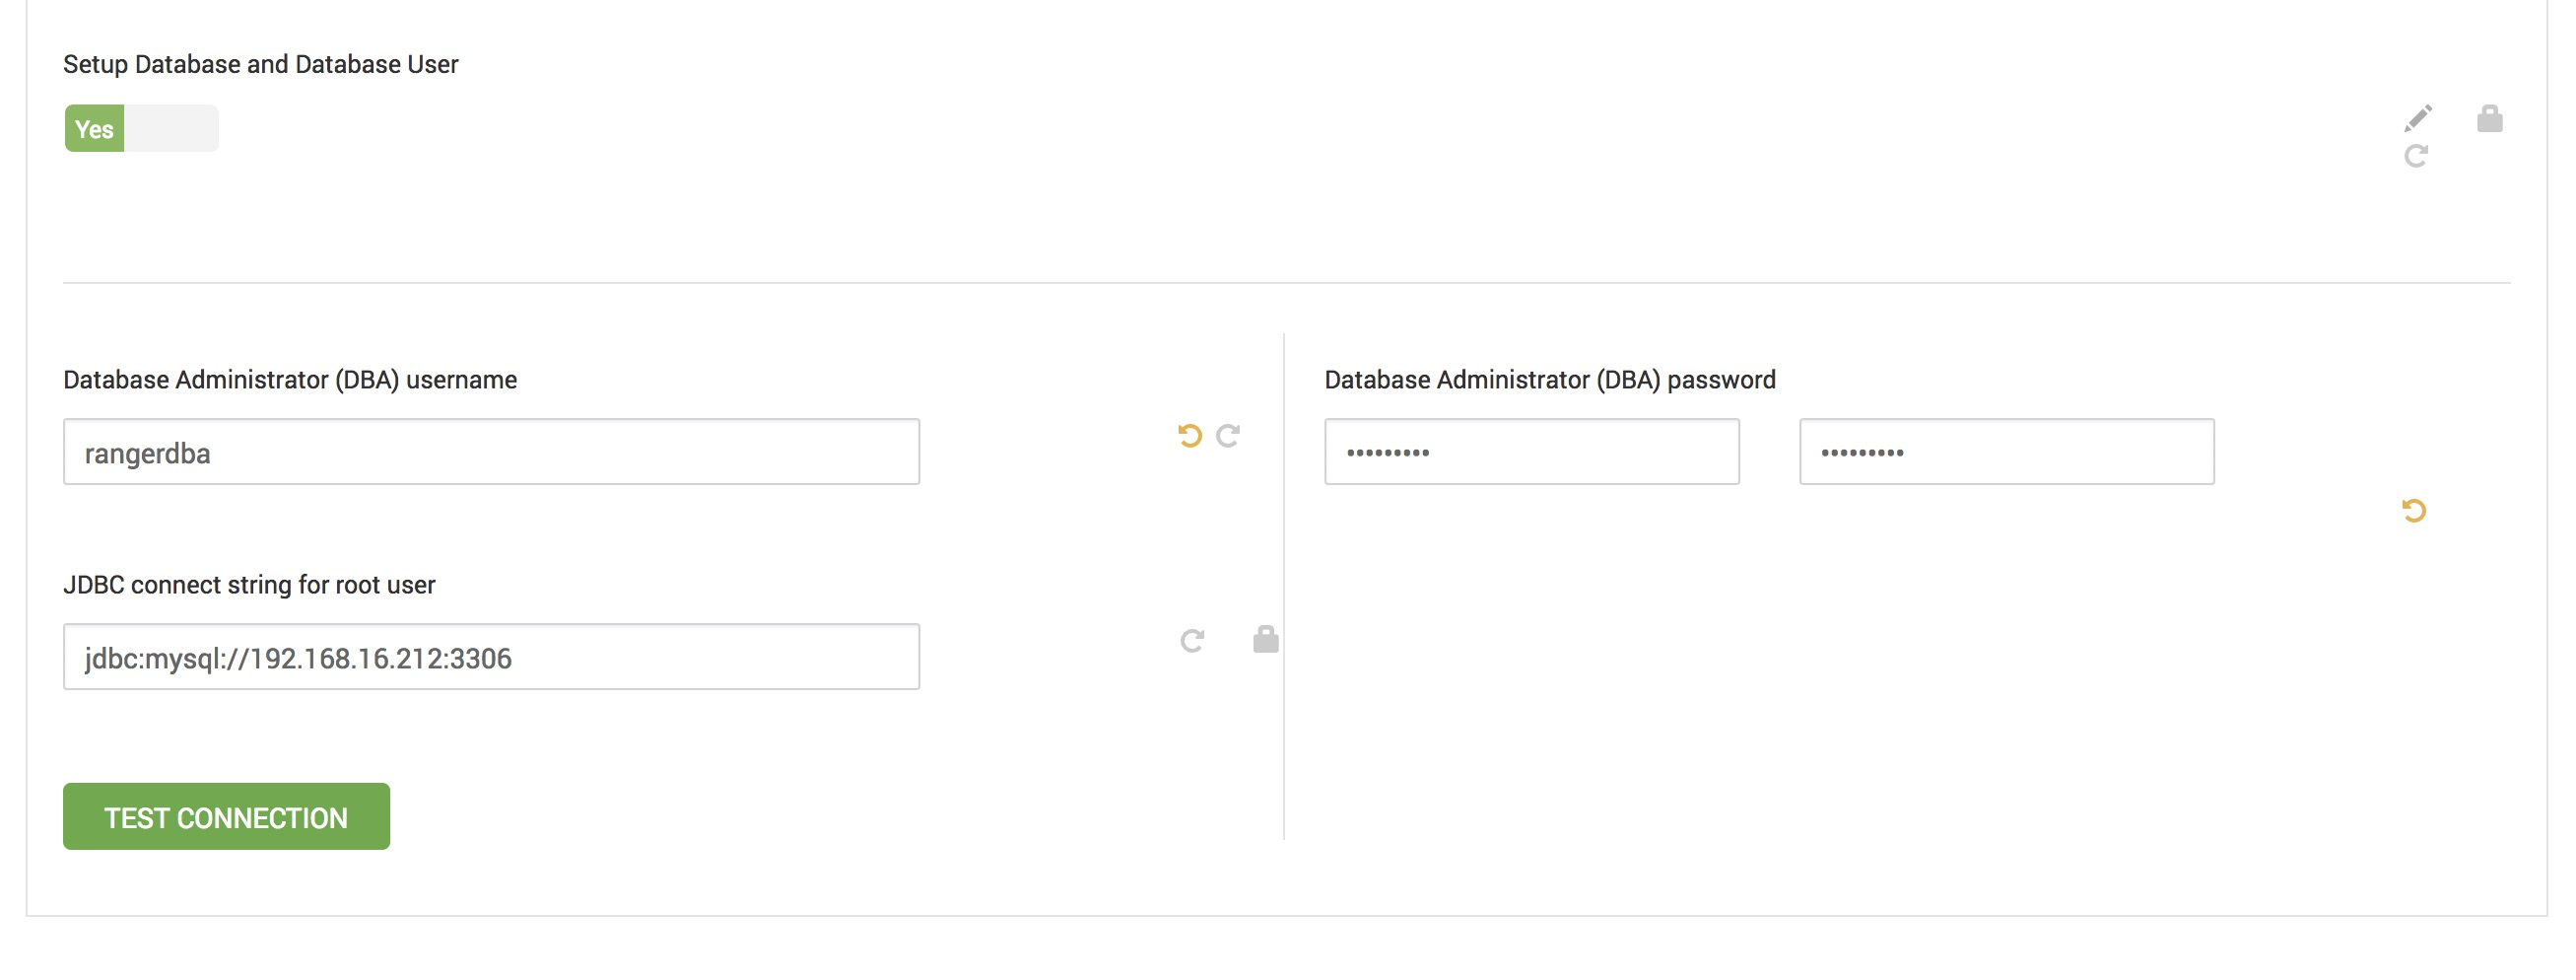 Setup Database and Database User
Yes
Database Administrator (DBA) username
rangerdba
Database Administrator (DBA) password
•••••••••
•••••••••
JDBC connect string for root user
jdbc:mysql://192.168.16.212:3306
TEST CONNECTION